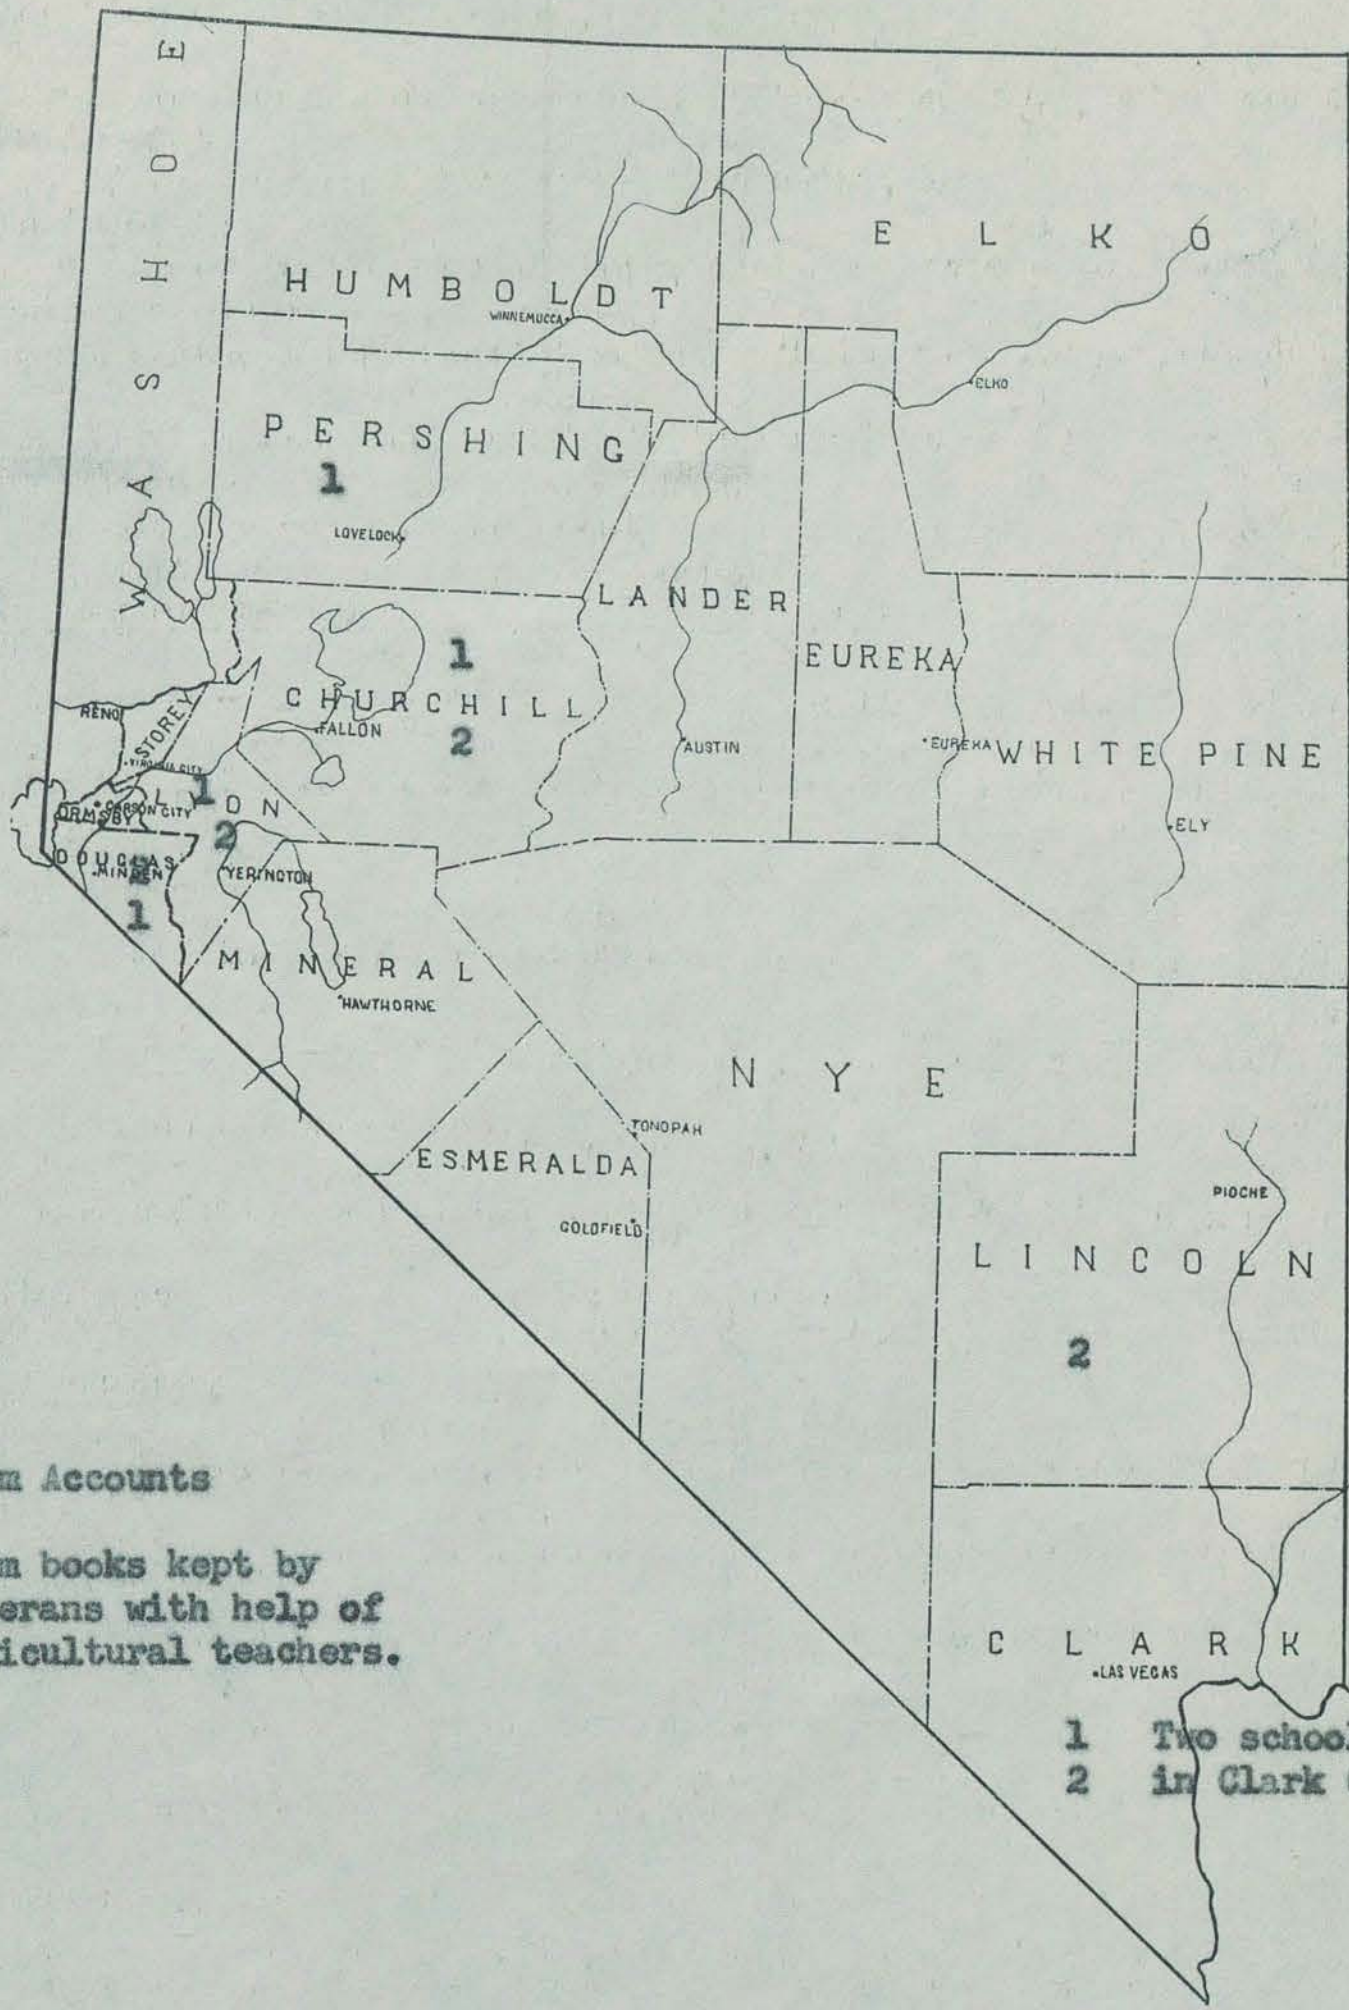 WASHOE
ELKO
HUMBOLDT
WINNEMUCCA
ELKO
PERSHING
1
LOVELOCK
LANDER
1
EUREKA
CHURCHILL
RENO
STOREY
FALLON
2
AUSTIN
EUREKA
WHITE PINE
VIRGINIA CITY
1
LYON
ORMSBY
CARSON CITY
ELY
2
DOUGLAS
MINDEN
YERINGTON
1
MINERAL
HAWTHORNE
NYE
TONOPAH
ESMERALDA
PIOCHE
GOLDFIELD
LINCOLN
2
m Accounts
m books kept by
erans with help of
icultural teachers.
CLARK
LAS VEGAS
1 Two school
2 in Clark